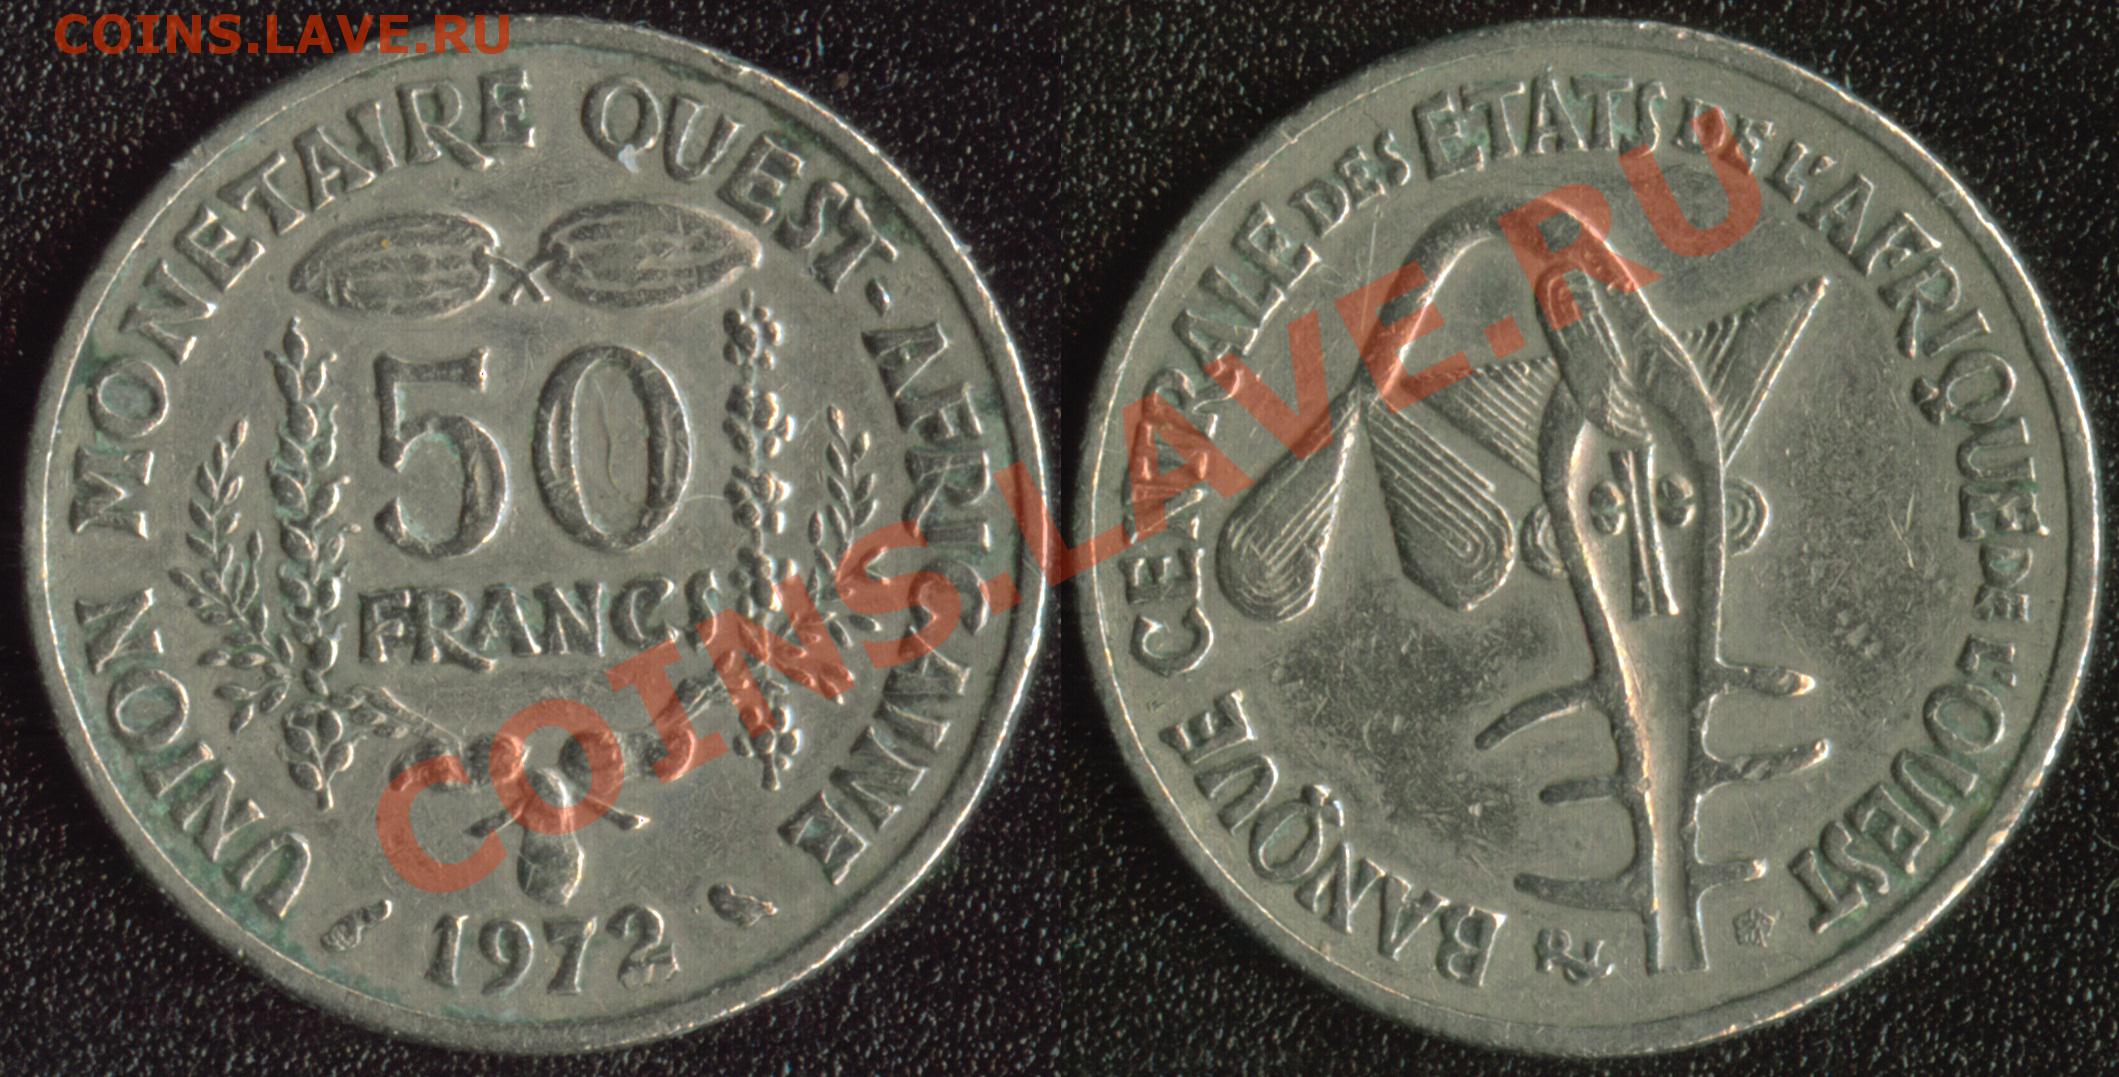 COINS.LAVE.RU
UNION MONETAIRE OUEST-AFRICAINE
50
FRANCS
1972
BANQUE CENTRALE DES ETATS DE L'AFRIQUE DE L'OUEST
COINS.LAVE.RU